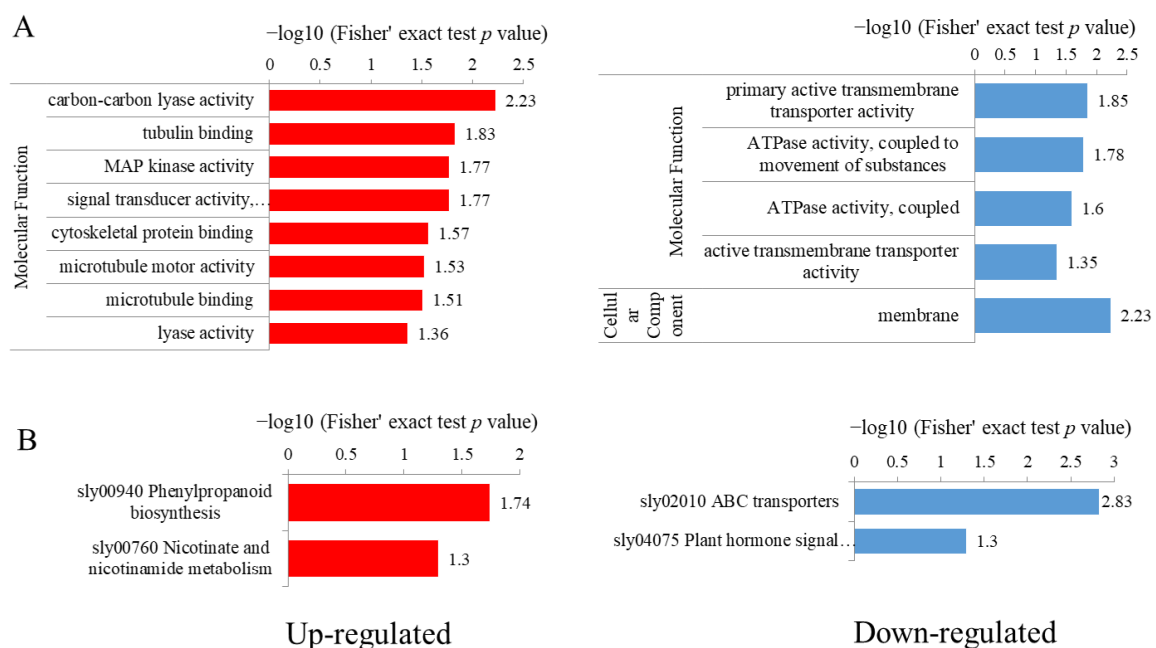 A
−log10 (Fisher' exact test p value)
0 0.5 1 1.5 2 2.5
Molecular Function
carbon-carbon lyase activity
2.23
tubulin binding
1.83
MAP kinase activity
1.77
signal transducer activity,…
1.77
cytoskeletal protein binding
1.57
microtubule motor activity
1.53
microtubule binding
1.51
lyase activity
1.36
−log10 (Fisher' exact test p value)
0 0.5 1 1.5 2 2.5
Molecular Function
primary active transmembrane
transporter activity
1.85
ATPase activity, coupled to
movement of substances
1.78
ATPase activity, coupled
1.6
active transmembrane transporter
activity
1.35
Cellul
ar
Comp
onent
membrane
2.23
B
−log10 (Fisher' exact test p value)
0 0.5 1 1.5 2
sly00940 Phenylpropanoid
biosynthesis
1.74
sly00760 Nicotinate and
nicotinamide metabolism
1.3
Up-regulated
−log10 (Fisher' exact test p value)
0 0.5 1 1.5 2 2.5 3
sly02010 ABC transporters
2.83
sly04075 Plant hormone signal…
1.3
Down-regulated